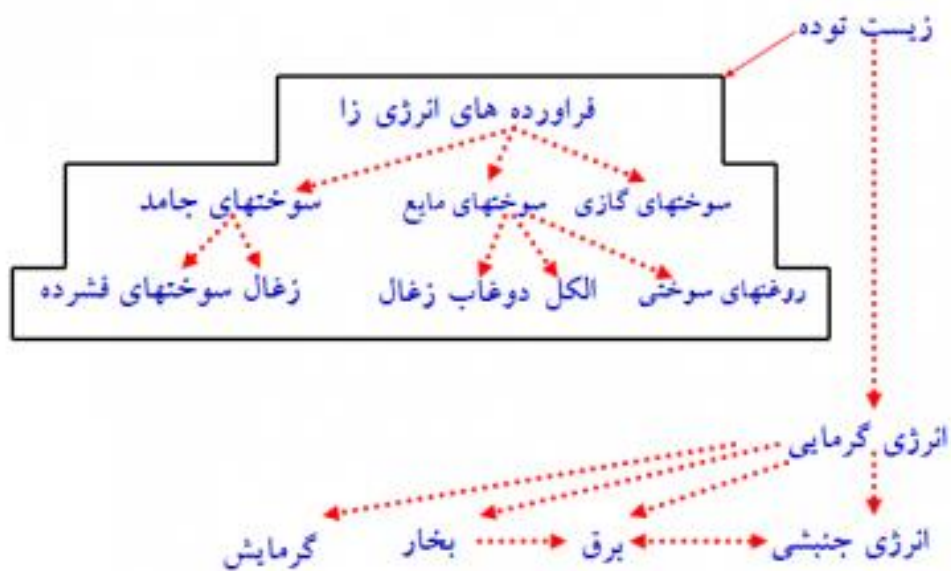 زیست توده
فراورده های انرژی زا
سوختهای گازی سوختهای مایع سوختهای جامد
روغنهای سوختی الکل دوغاب زغال زغال سوختهای فشرده
انرژی گرمایی
انرژی جنبشی برق بخار گرمایش